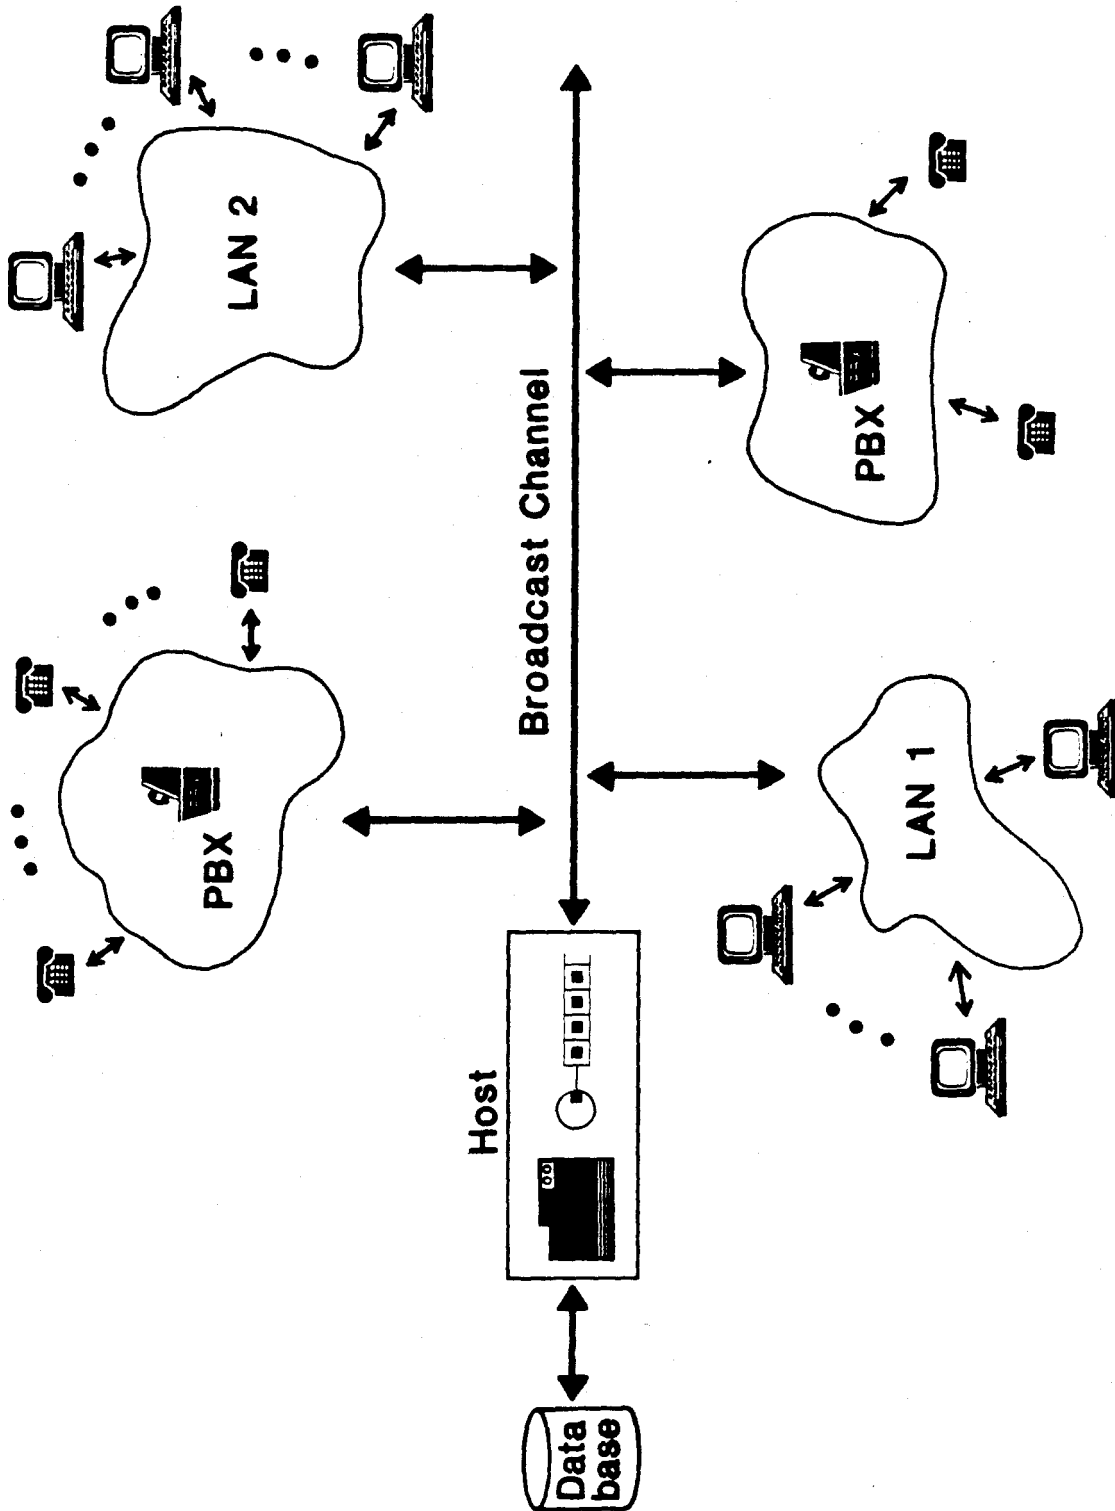 PBX
LAN 2
Host
Broadcast Channel
Data
base
LAN 1
PBX